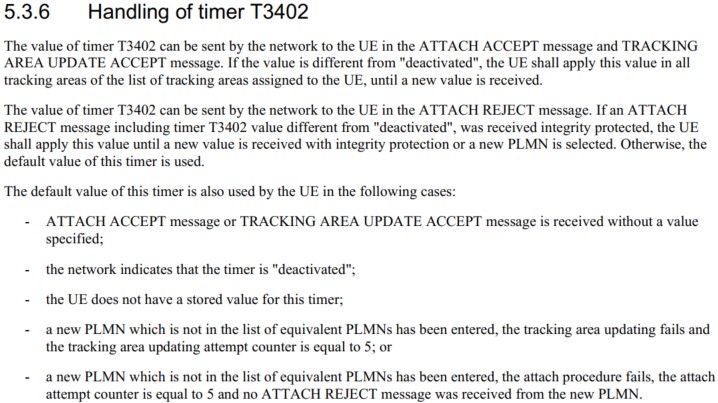 5.3.6 Handling of timer T3402
The value of timer T3402 can be sent by the network to the UE in the ATTACH ACCEPT message and TRACKING
AREA UPDATE ACCEPT message. If the value is different from "deactivated", the UE shall apply this value in all
tracking areas of the list of tracking areas assigned to the UE, until a new value is received.
The value of timer T3402 can be sent by the network to the UE in the ATTACH REJECT message. If an ATTACH
REJECT message including timer T3402 value different from "deactivated", was received integrity protected, the UE
shall apply this value until a new value is received with integrity protection or a new PLMN is selected. Otherwise, the
default value of this timer is used.
The default value of this timer is also used by the UE in the following cases:
- ATTACH ACCEPT message or TRACKING AREA UPDATE ACCEPT message is received without a value
specified;
- the network indicates that the timer is "deactivated";
- the UE does not have a stored value for this timer;
- a new PLMN which is not in the list of equivalent PLMNs has been entered, the tracking area updating fails and
the tracking area updating attempt counter is equal to 5; or
- a new PLMN which is not in the list of equivalent PLMNs has been entered, the attach procedure fails, the attach
attempt counter is equal to 5 and no ATTACH REJECT message was received from the new PLMN.